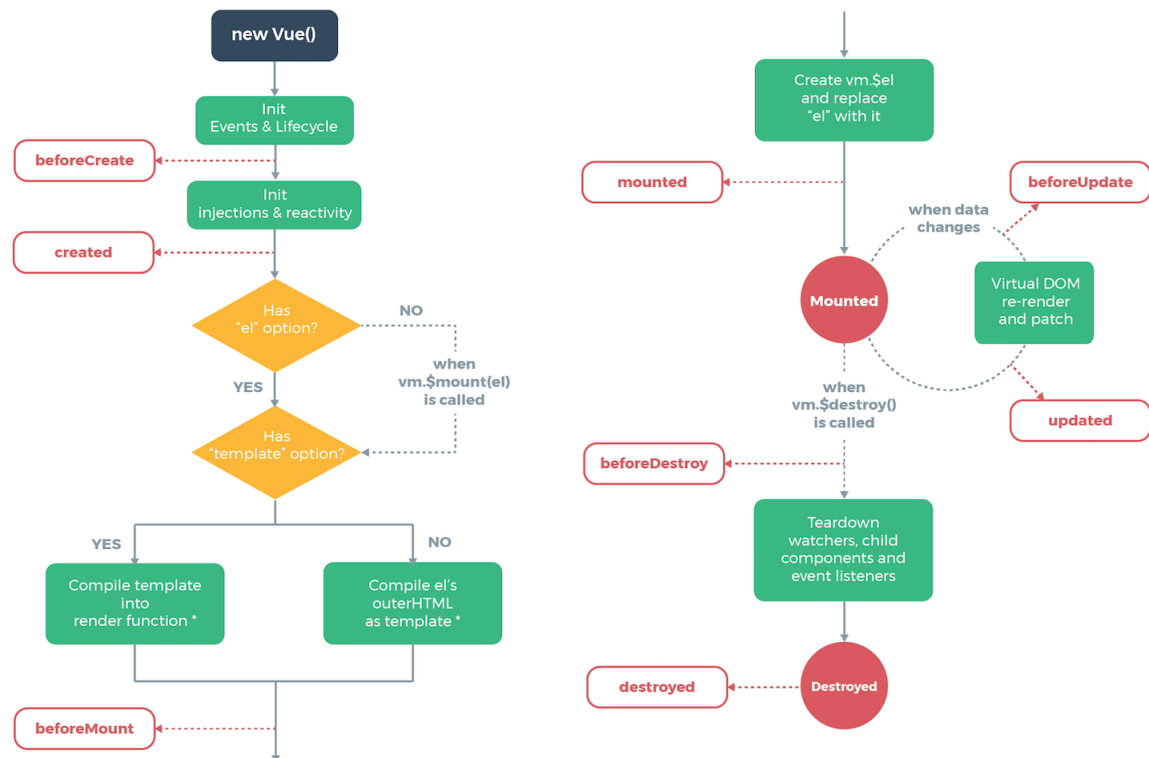 new Vue()
Init
Events & Lifecycle
beforeCreate
Init
injections & reactivity
created
Has
“el” option?
NO
when
vm.$mount(el)
is called
YES
Has
“template” option?
YES
NO
Compile template
into
render function *
Compile el’s
outerHTML
as template *
beforeMount
Create vm.$el
and replace
“el” with it
mounted
beforeUpdate
when data
changes
Mounted
Virtual DOM
re-render
and patch
when
vm.$destroy()
is called
updated
beforeDestroy
Teardown
watchers, child
components and
event listeners
destroyed
Destroyed